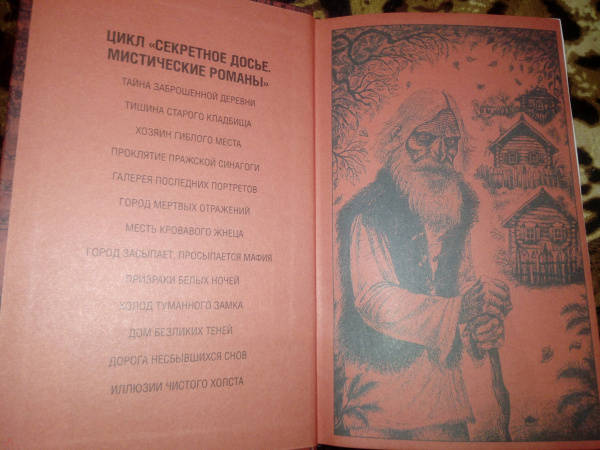 ЦИКЛ «СЕКРЕТНОЕ ДОСЬЕ.
МИСТИЧЕСКИЕ РОМАНЫ»
ТАЙНА ЗАБРОШЕННОЙ ДЕРЕВНИ
ТИШИНА СТАРОГО КЛАДБИЩА
ХОЗЯИН ГИБЛОГО МЕСТА
ПРОКЛЯТИЕ ПРАЖСКОЙ СИНАГОГИ
ГАЛЕРЕЯ ПОСЛЕДНИХ ПОРТРЕТОВ
ГОРОД МЕРТВЫХ ОТРАЖЕНИЙ
МЕСТЬ КРОВАВОГО ЖНЕЦА
ГОРОД ЗАСЫПАЕТ, ПРОСЫПАЕТСЯ МАФИЯ
ПРИЗРАКИ БЕЛЫХ НОЧЕЙ
ХОЛОД ТУМАННОГО ЗАМКА
ДОМ БЕЗЛИКИХ ТЕНЕЙ
ДОРОГА НЕСБЫВШИХСЯ СНОВ
ИЛЛЮЗИИ ЧИСТОГО ХОЛСТА